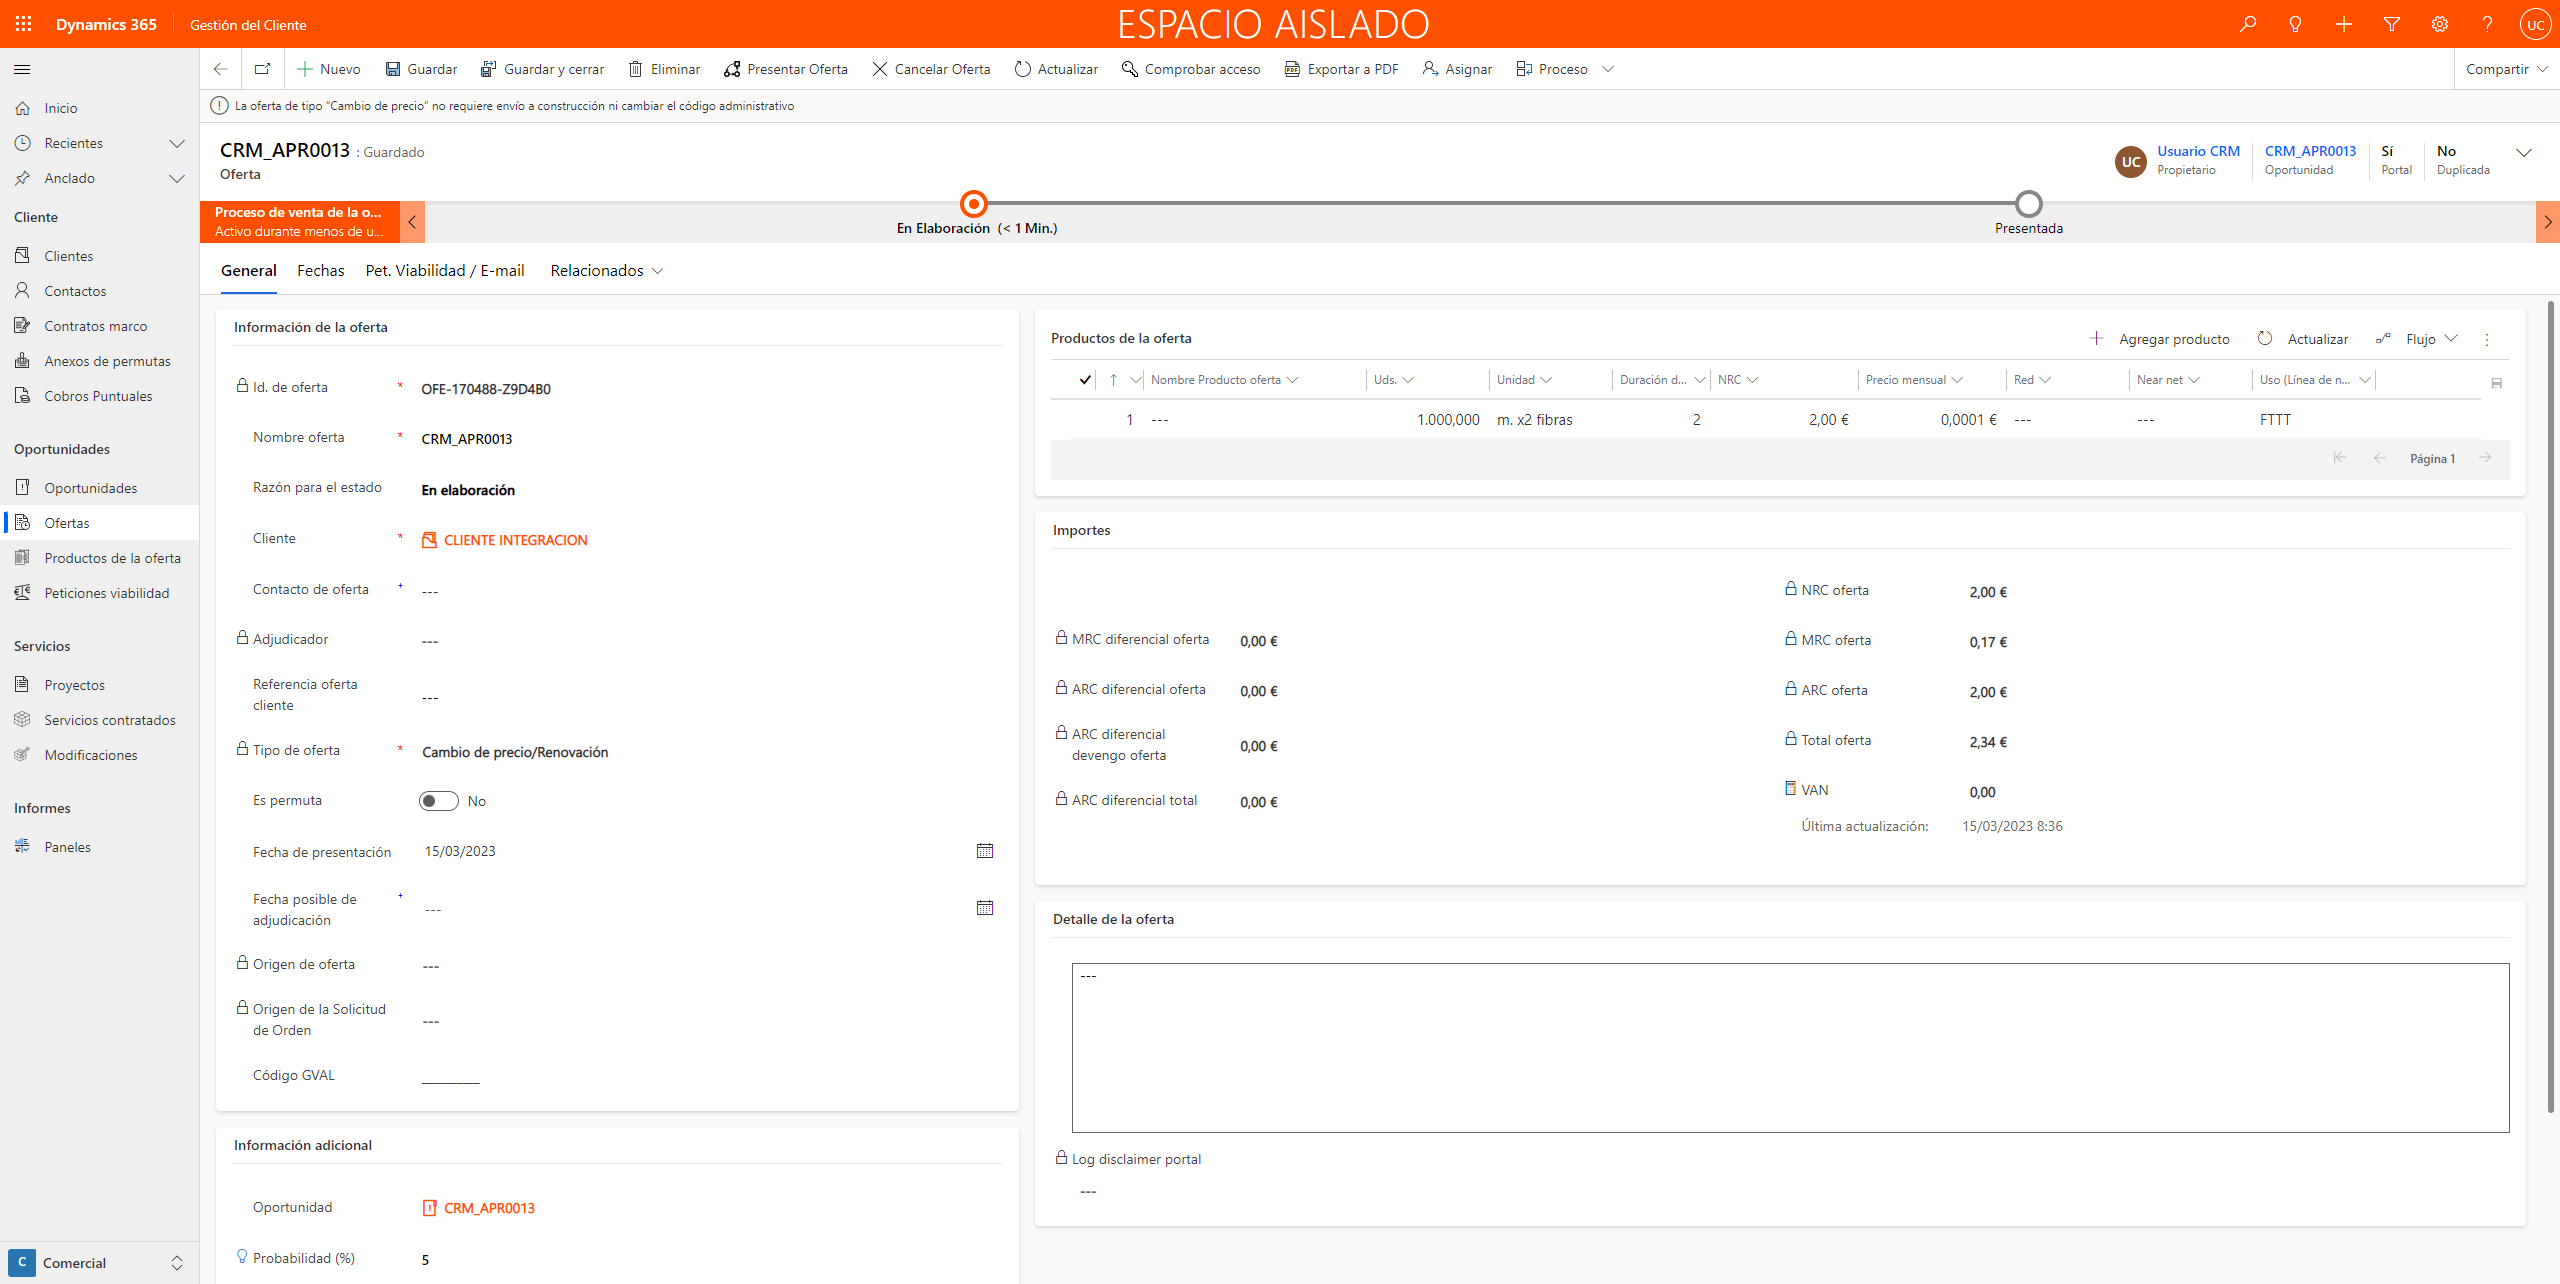 Dynamics 365
Gestión del Cliente
ESPACIO AISLADO
UC
Nuevo
Guardar
Guardar y cerrar
Eliminar
Presentar Oferta
Cancelar Oferta
Actualizar
Comprobar acceso
Exportar a PDF
Asignar
Proceso
Compartir
La oferta de tipo "Cambio de precio" no requiere envío a construcción ni cambiar el código administrativo
Inicio
Recientes
Anclado
Cliente
Clientes
Contactos
Contratos marco
Anexos de permutas
Cobros Puntuales
Oportunidades
Oportunidades
Ofertas
Productos de la oferta
Peticiones viabilidad
Servicios
Proyectos
Servicios contratados
Modificaciones
Informes
Paneles
C Comercial
CRM_APR0013 : Guardado
Oferta
UC
Usuario CRM
Propietario
CRM_APR0013
Oportunidad
Sí
Portal
No
Duplicada
Proceso de venta de la o...
Activo durante menos de u...
En Elaboración (< 1 Min.)
Presentada
General
Fechas
Pet. Viabilidad / E-mail
Relacionados
Información de la oferta
Id. de oferta * OFE-170488-Z9D4B0
Nombre oferta * CRM_APR0013
Razón para el estado En elaboración
Cliente * CLIENTE INTEGRACION
Contacto de oferta + ---
Adjudicador ---
Referencia oferta
cliente ---
Tipo de oferta * Cambio de precio/Renovación
Es permuta No
Fecha de presentación 15/03/2023
Fecha posible de
adjudicación + ---
Origen de oferta ---
Origen de la Solicitud
de Orden ---
Código GVAL ________
Información adicional
Oportunidad CRM_APR0013
Probabilidad (%) 5
Productos de la oferta
Agregar producto
Actualizar
Flujo
Nombre Producto oferta Uds. Unidad Duración d... NRC Precio mensual Red Near net Uso (Línea de n...
1 --- 1.000,000 m. x2 fibras 2 2,00 € 0,0001 € --- --- FTTT
Página 1
Importes
NRC oferta 2,00 €
MRC diferencial oferta 0,00 €
MRC oferta 0,17 €
ARC diferencial oferta 0,00 €
ARC oferta 2,00 €
ARC diferencial
devengo oferta 0,00 €
Total oferta 2,34 €
ARC diferencial total 0,00 €
VAN 0,00
Última actualización: 15/03/2023 8:36
Detalle de la oferta
---
Log disclaimer portal
---